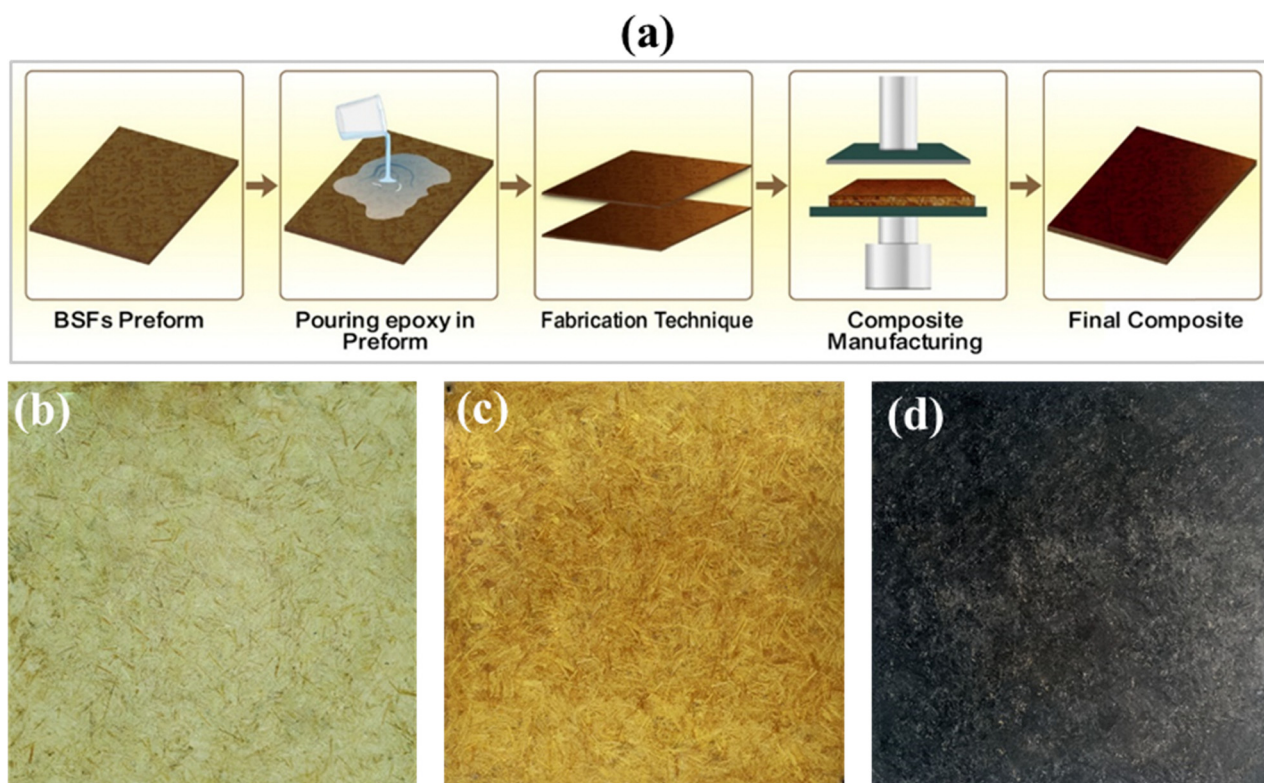 (a)
BSFs Preform
Pouring epoxy in
Preform
Fabrication Technique
Composite
Manufacturing
Final Composite
(b)
(c)
(d)